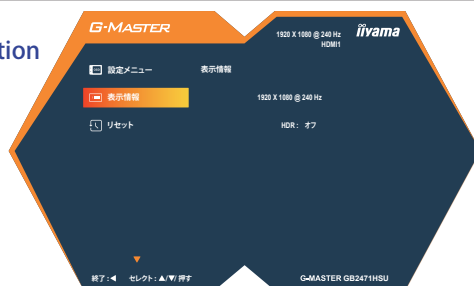 tion
G-MASTER
1920 X 1080 @ 240 Hz
HDMI1
iiyama
設定メニュー
表示情報
表示情報
1920 X 1080 @ 240 Hz
リセット
HDR : オフ
終了 : ◀ セレクト : ▲/▼/ 押す
G-MASTER GB2471HSU